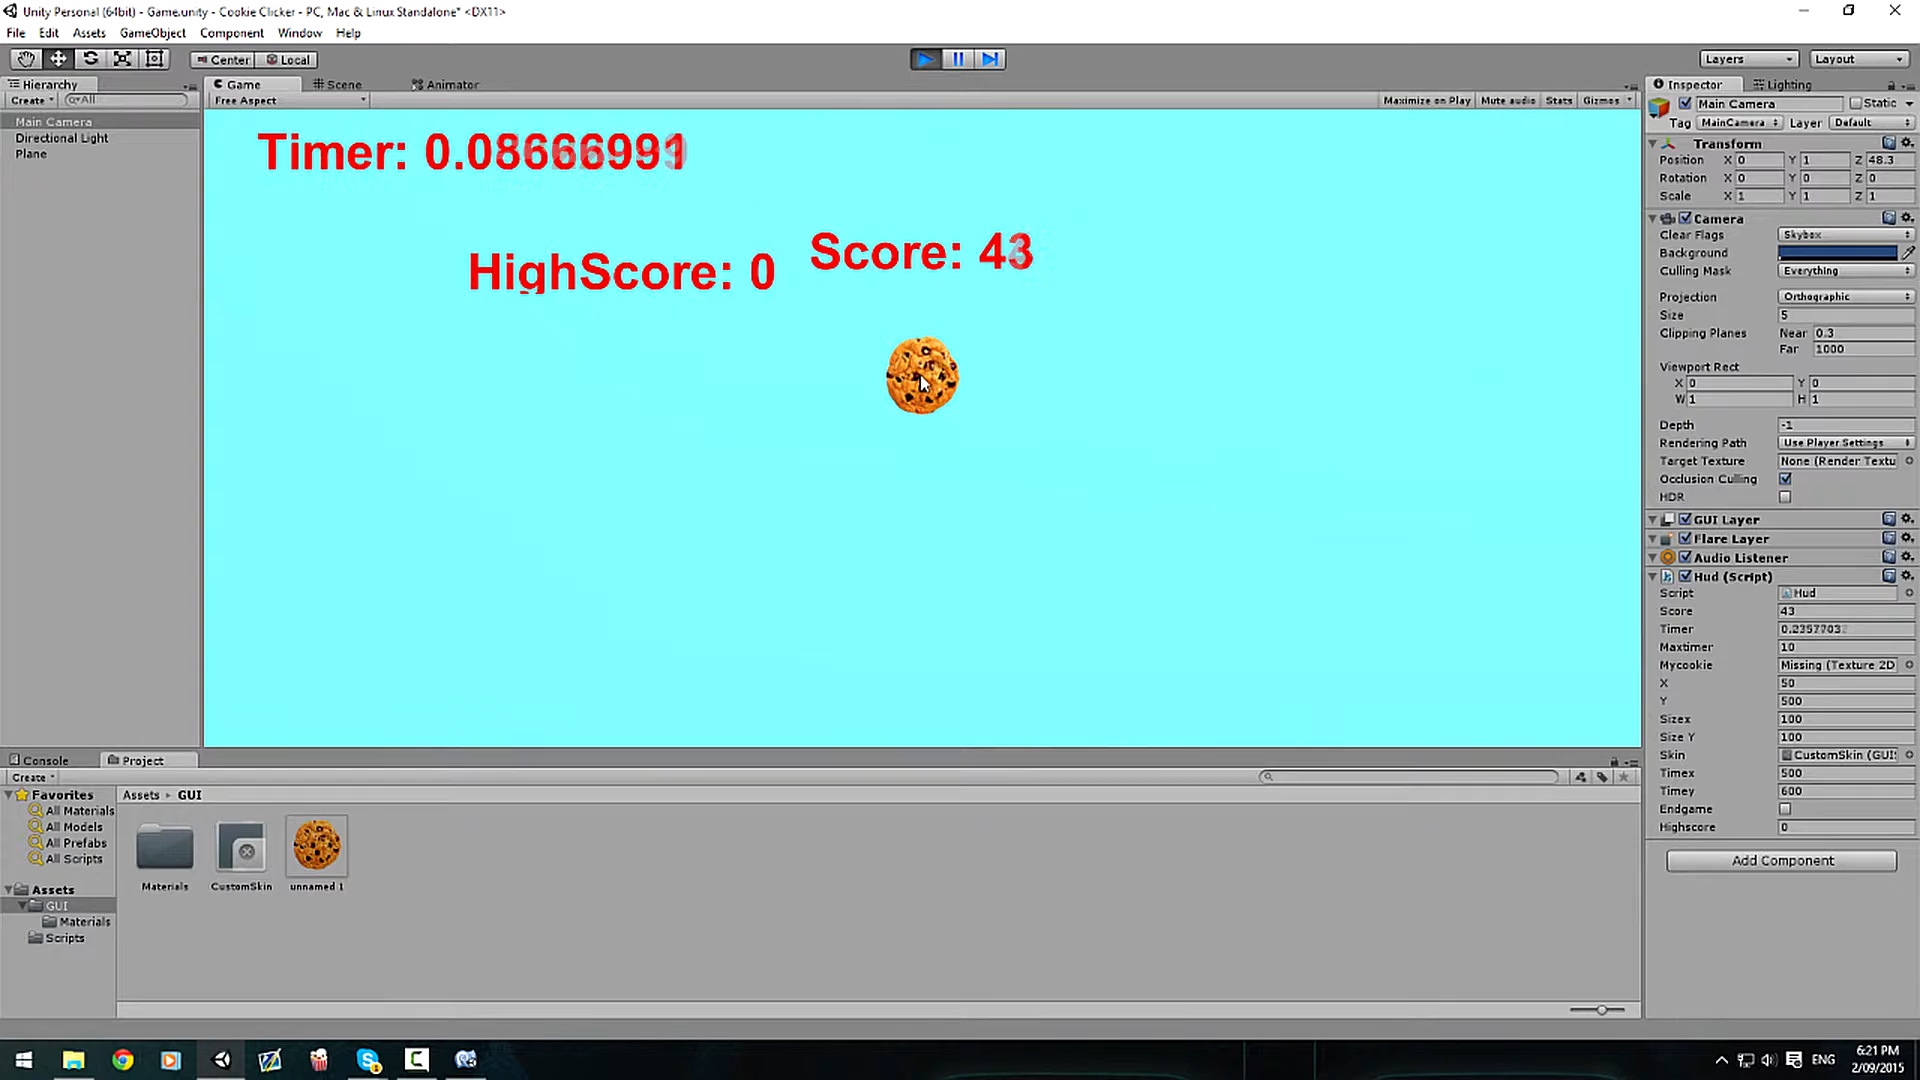 Unity Personal (64bit) - Game.unity - Cookie Clicker - PC, Mac & Linux Standalone* <DX11>
File Edit Assets GameObject Component Window Help
Center Local
Layers Layout
Hierarchy
Create All
Main Camera
Directional Light
Plane
Game Scene Animator
Free Aspect
Maximize on Play Mute audio Stats Gizmos
Timer: 0.08666991
Score: 43
HighScore: 0
Inspector Lighting
Main Camera Static
Tag MainCamera Layer Default
Transform
Position X 0 Y 1 Z 48.3
Rotation X 0 Y 0 Z 0
Scale X 1 Y 1 Z 1
Camera
Clear Flags Skybox
Background
Culling Mask Everything
Projection Orthographic
Size 5
Clipping Planes Near 0.3
Far 1000
Viewport Rect
X 0 Y 0
W 1 H 1
Depth -1
Rendering Path Use Player Settings
Target Texture None (Render Textu
Occlusion Culling
HDR
GUI Layer
Flare Layer
Audio Listener
Hud (Script)
Script Hud
Score 43
Timer 0.2357703
Maxtimer 10
Mycookie Missing (Texture 2D
X 50
Y 500
Sizex 100
Size Y 100
Skin CustomSkin (GUI
Timex 500
Timey 600
Endgame
Highscore 0
Add Component
Console Project
Create
Favorites
All Materials
All Models
All Prefabs
All Scripts
Assets
GUI
Materials
Scripts
Assets GUI
Materials CustomSkin unnamed 1
ENG
6:21 PM
2/09/2015